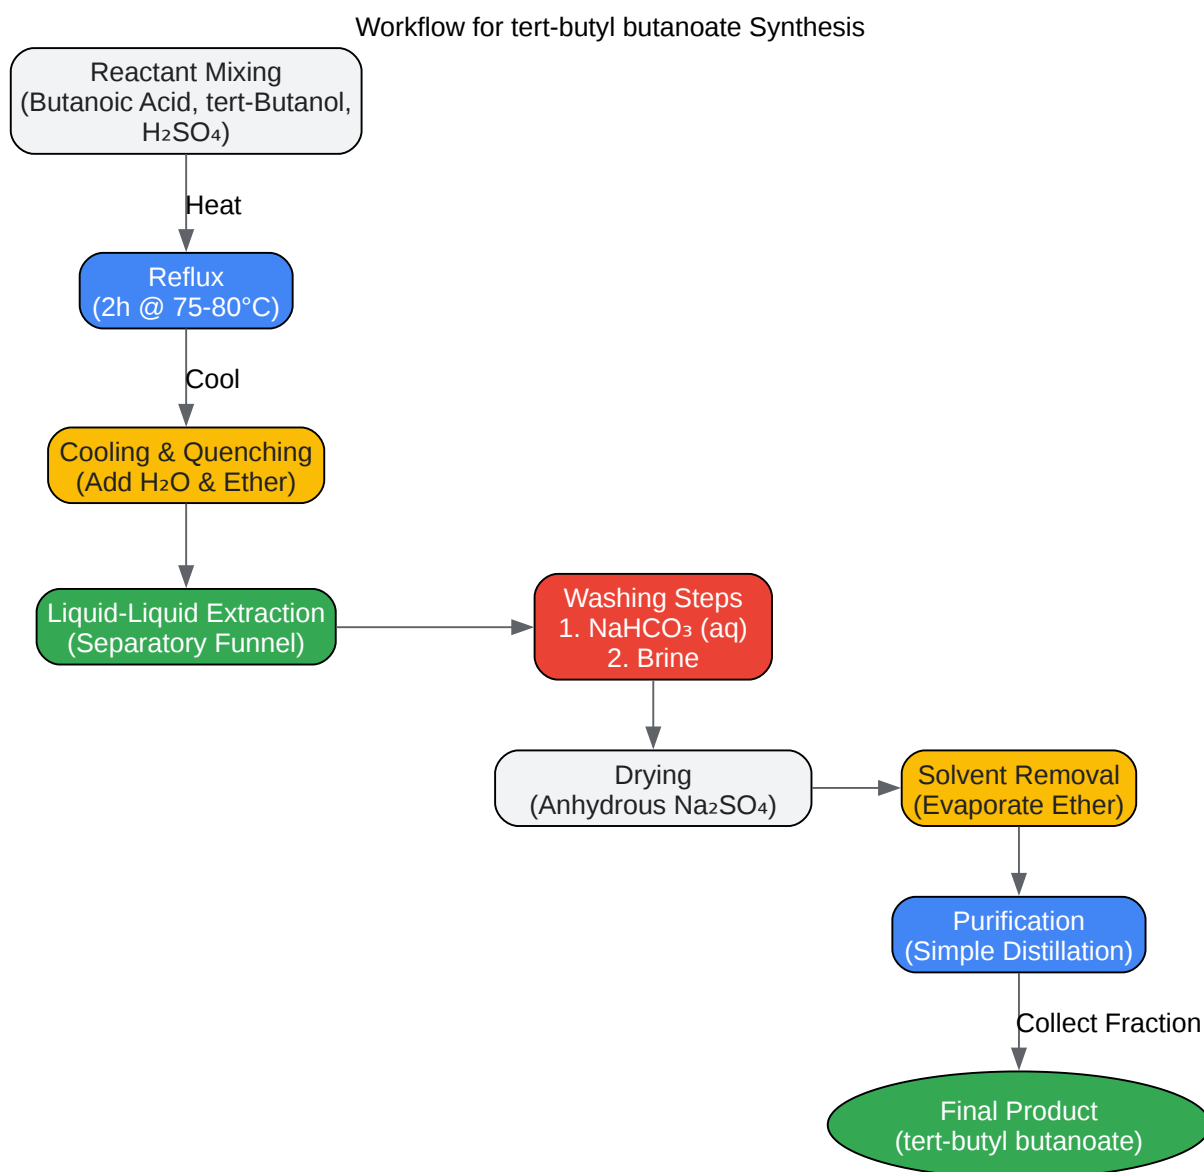 Workflow for tert-butyl butanoate Synthesis
Reactant Mixing
(Butanoic Acid, tert-Butanol,
H₂SO₄)
Heat
Reflux
(2h @ 75-80°C)
Cool
Cooling & Quenching
(Add H₂O & Ether)
Liquid-Liquid Extraction
(Separatory Funnel)
Washing Steps
1. NaHCO₃ (aq)
2. Brine
Drying
(Anhydrous Na₂SO₄)
Solvent Removal
(Evaporate Ether)
Purification
(Simple Distillation)
Collect Fraction
Final Product
(tert-butyl butanoate)